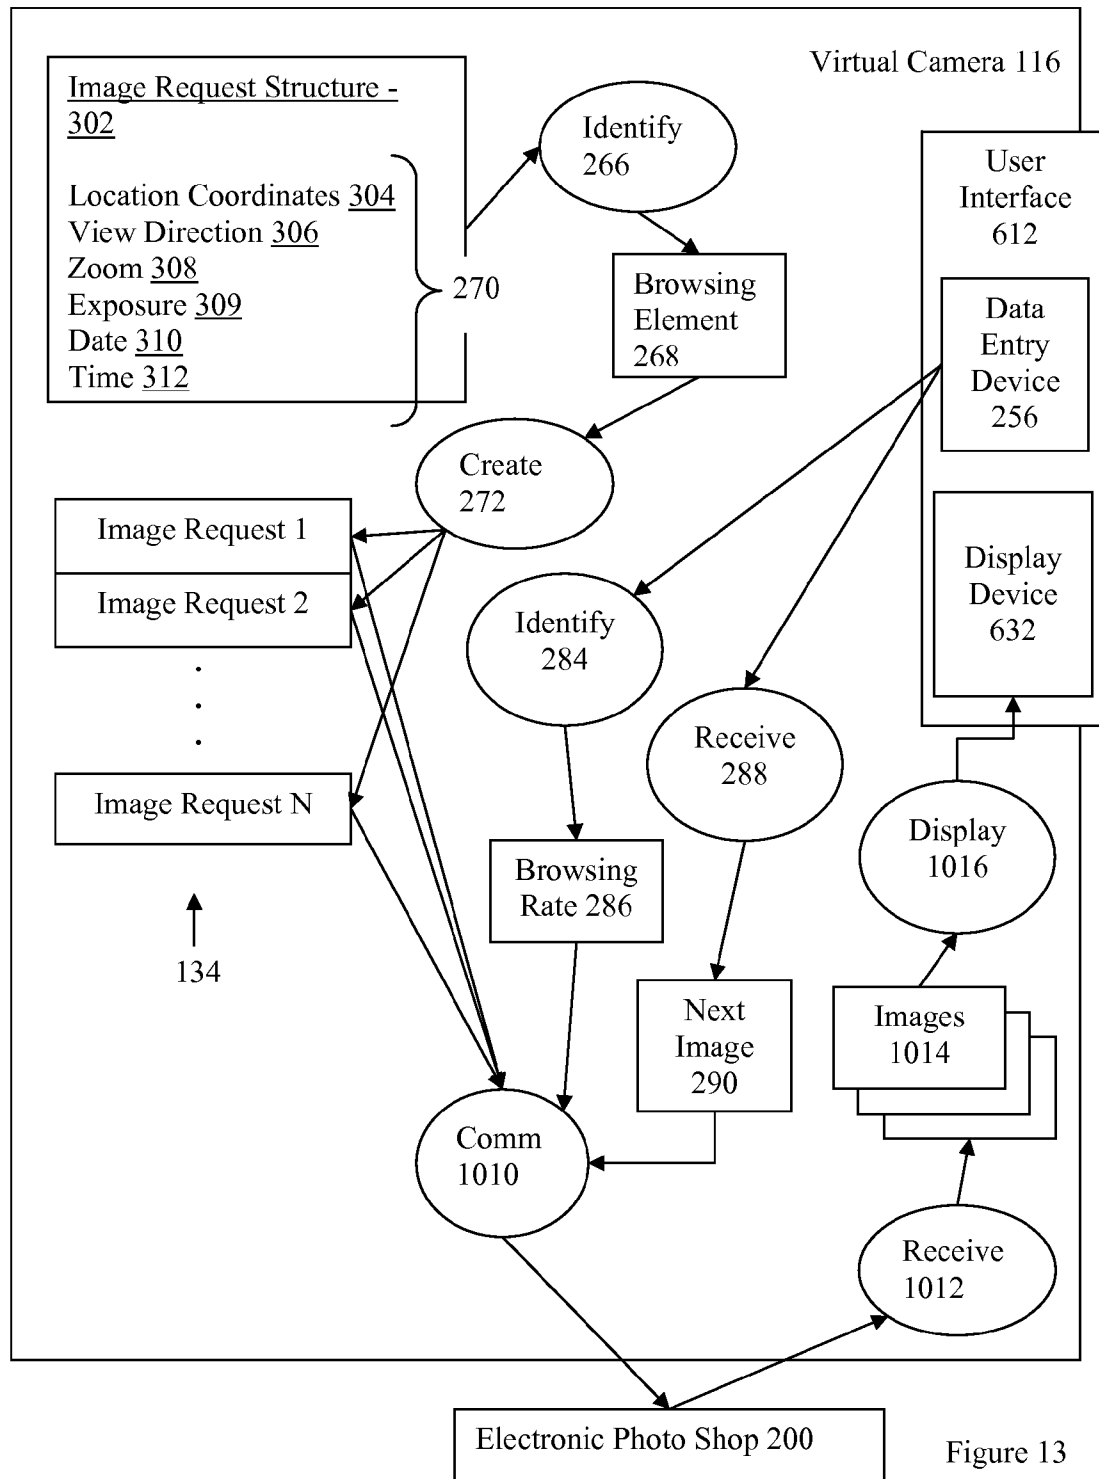 Virtual Camera 116
Image Request Structure -
302
Location Coordinates 304
View Direction 306
Zoom 308
Exposure 309
Date 310
Time 312
270
Identify
266
Browsing
Element
268
User
Interface
612
Data
Entry
Device
256
Display
Device
632
Create
272
Image Request 1
Image Request 2
.
.
.
Image Request N
134
Identify
284
Receive
288
Browsing
Rate 286
Next
Image
290
Display
1016
Images
1014
Comm
1010
Receive
1012
Electronic Photo Shop 200
Figure 13